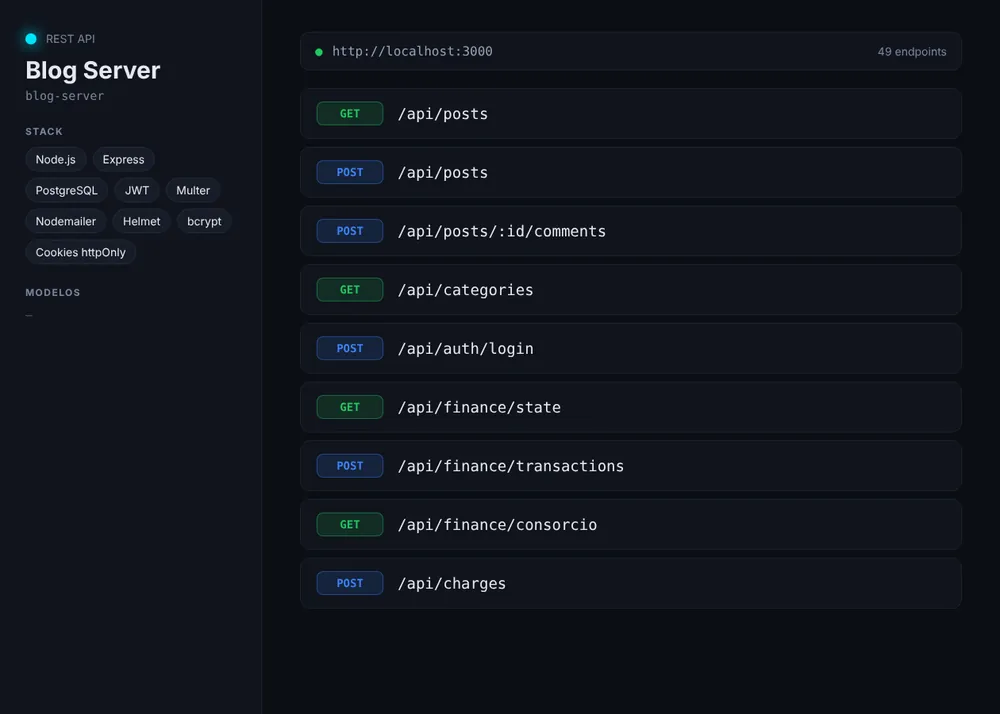 REST API
Blog Server
blog-server
STACK
Node.js Express
PostgreSQL JWT Multer
Nodemailer Helmet bcrypt
Cookies httpOnly
MODELOS
—
http://localhost:3000 49 endpoints
GET /api/posts
POST /api/posts
POST /api/posts/:id/comments
GET /api/categories
POST /api/auth/login
GET /api/finance/state
POST /api/finance/transactions
GET /api/finance/consorcio
POST /api/charges